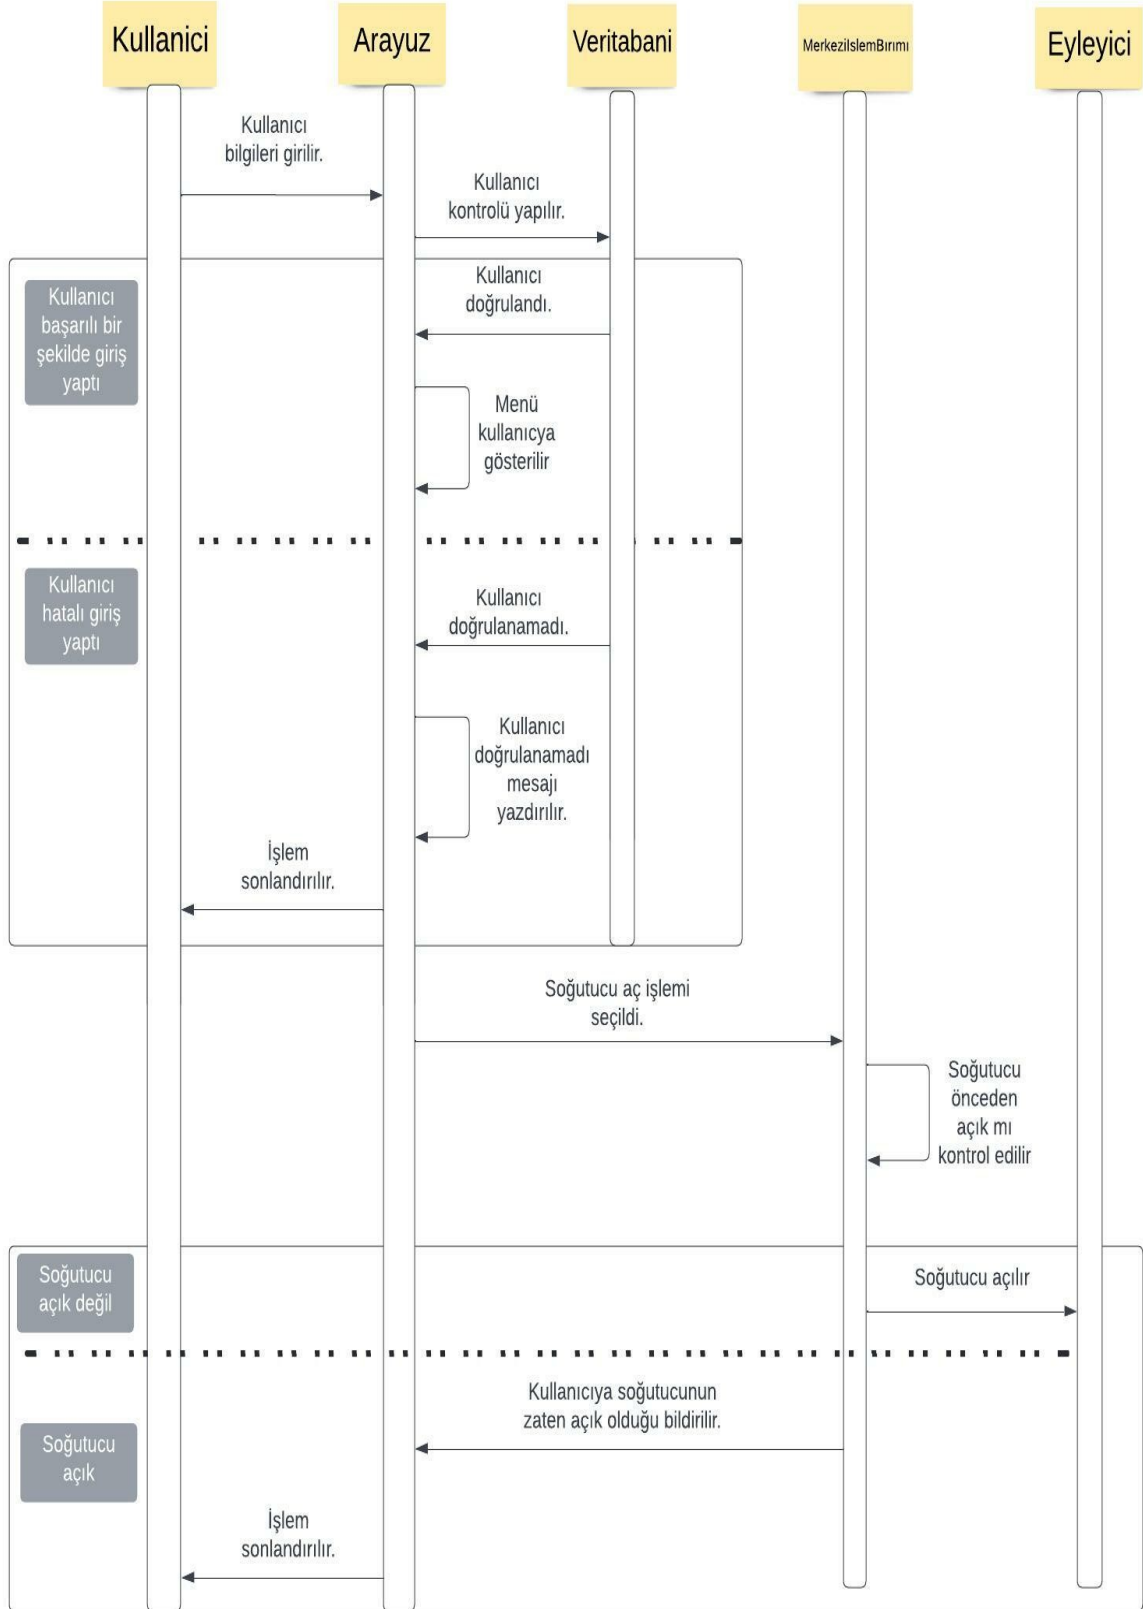 Kullanici
Arayuz
Veritabani
MerkeziIslemBırımı
Eyleyici
Kullanıcı
bilgileri girilir.
Kullanıcı
kontrolü yapılır.
Kullanıcı
başarılı bir
şekilde giriş
yaptı
Kullanıcı
doğrulandı.
Menü
kullanıcya
gösterilir
Kullanıcı
hatalı giriş
yaptı
Kullanıcı
doğrulanamadı.
Kullanıcı
doğrulanamadı
mesajı
yazdırılır.
İşlem
sonlandırılır.
Soğutucu aç işlemi
seçildi.
Soğutucu
önceden
açık mı
kontrol edilir
Soğutucu
açık değil
Soğutucu açılır
Kullanıcıya soğutucunun
zaten açık olduğu bildirilir.
Soğutucu
açık
İşlem
sonlandırılır.